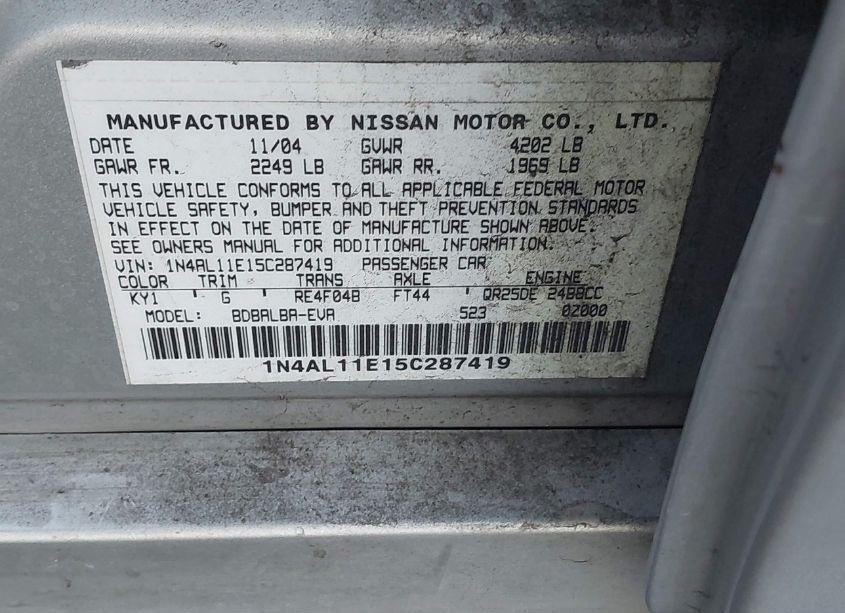 MANUFACTURED BY NISSAN MOTOR CO., LTD.
DATE 11/04 GVWR 4202 LB
GAWR FR. 2249 LB GAWR RR. 1969 LB
THIS VEHICLE CONFORMS TO ALL APPLICABLE FEDERAL MOTOR
VEHICLE SAFETY, BUMPER AND THEFT PREVENTION STANDARDS
IN EFFECT ON THE DATE OF MANUFACTURE SHOWN ABOVE.
SEE OWNERS MANUAL FOR ADDITIONAL INFORMATION.
VIN: 1N4AL11E15C287419 PASSENGER CAR
COLOR TRIM TRANS AXLE ENGINE
KY1 G RE4F04B FT44 QR25DE 2488CC
MODEL: BDBALBA-EVA 523 0Z000
1N4AL11E15C287419